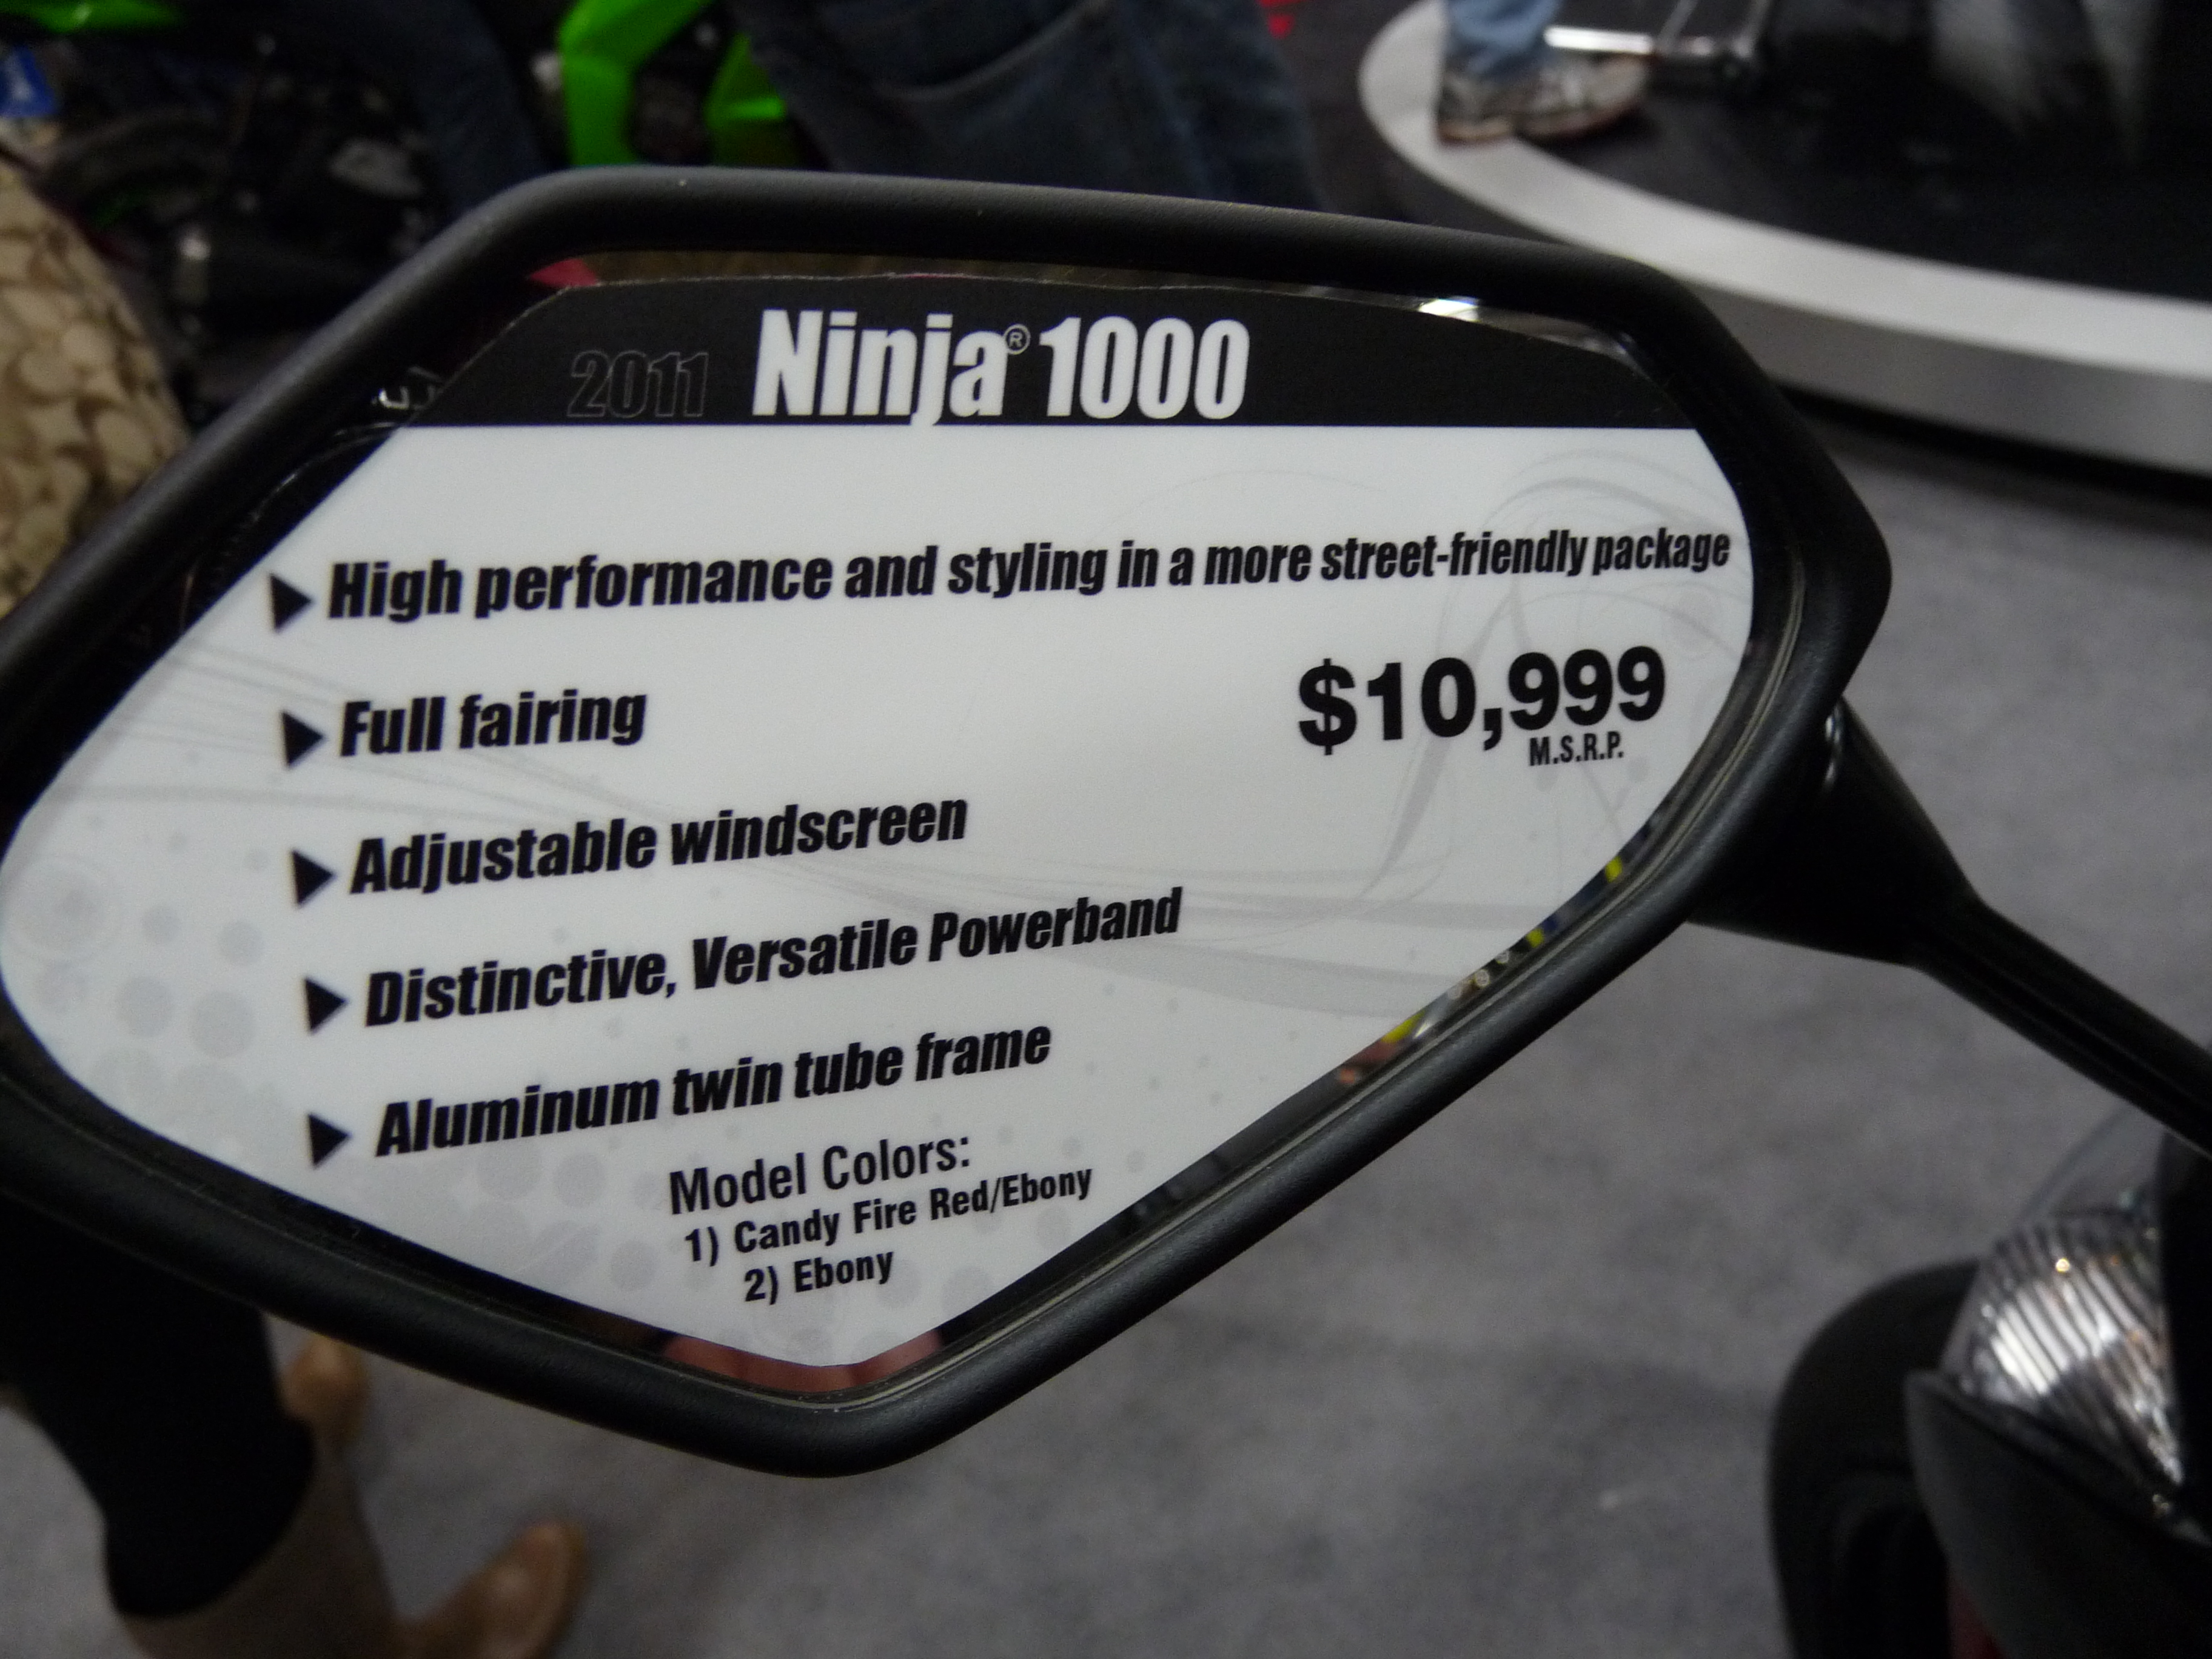 2011 Ninja® 1000
High performance and styling in a more street-friendly package
Full fairing
$10,999
M.S.R.P.
Adjustable windscreen
Distinctive, Versatile Powerband
Aluminum twin tube frame
Model Colors:
1) Candy Fire Red/Ebony
2) Ebony